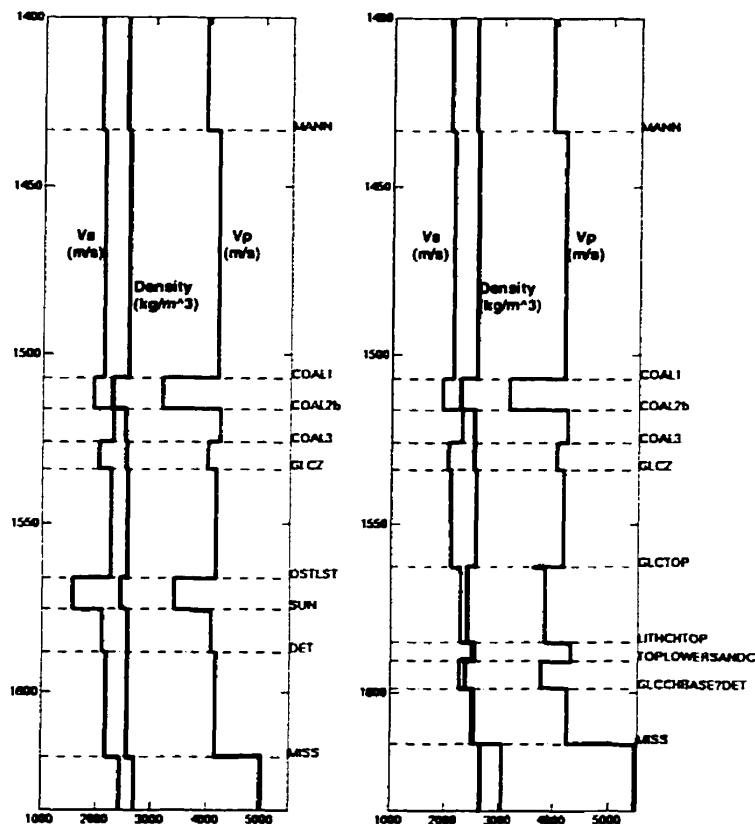 1400
MANN
1450
Vs
(m/s)
Density
(kg/m^3)
Vp
(m/s)
1500
COAL1
COAL2b
COAL3
GLCZ
1550
OSTLST
SUN
DET
1600
MISS
1000 2000 3000 4000 5000
1400
MANN
1450
Vs
(m/s)
Density
(kg/m^3)
Vp
(m/s)
1500
COAL1
COAL2b
COAL3
GLCZ
1550
GLCTOP
LITHCHTOP
TOPLOWERSANDC
1600
GLCCHBASE?DET
MISS
1000 2000 3000 4000 5000